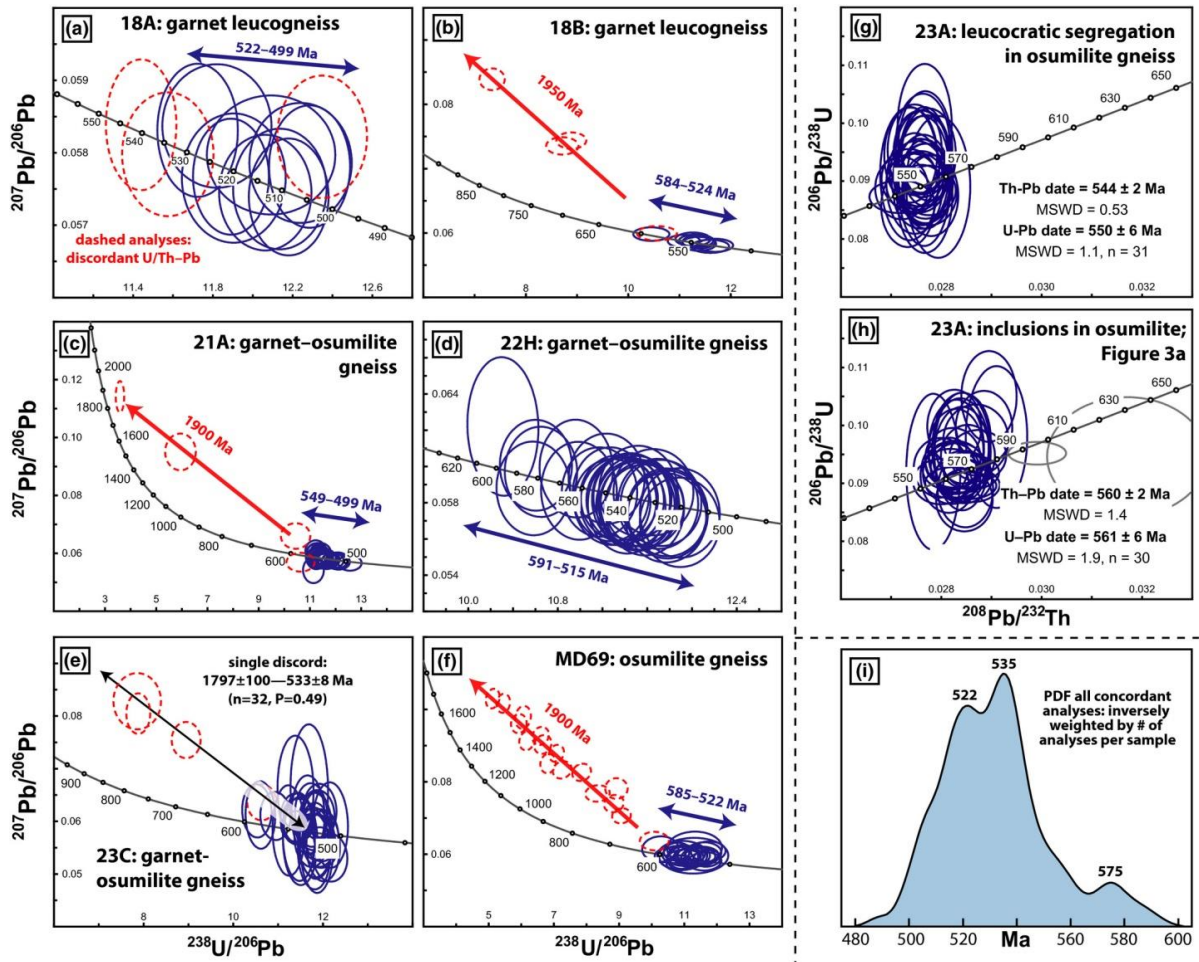 (a)
18A: garnet leucogneiss
522–499 Ma
0.059
0.058
0.057
550
540
530
520
510
500
490
dashed analyses:
discordant U/Th–Pb
11.4
11.8
12.2
12.6
207Pb/206Pb
(b)
18B: garnet leucogneiss
1950 Ma
584–524 Ma
0.08
0.06
850
750
650
550
8
10
12
(c)
21A: garnet–osumilite
gneiss
1900 Ma
549–499 Ma
0.12
0.10
0.08
0.06
2000
1800
1600
1400
1200
1000
800
600
500
3
5
7
9
11
13
207Pb/206Pb
(d)
22H: garnet–osumilite gneiss
0.064
0.060
0.058
0.054
620
600
580
560
540
520
500
591–515 Ma
10.0
10.8
12.4
(e)
single discord:
1797±100—533±8 Ma
(n=32, P=0.49)
0.08
0.06
0.05
900
800
700
600
500
23C: garnet-
osumilite gneiss
8
10
12
207Pb/206Pb
238U/206Pb
(f)
MD69: osumilite gneiss
1900 Ma
585–522 Ma
0.10
0.08
0.06
1600
1400
1200
1000
800
600
5
6
7
8
9
11
13
238U/206Pb
(g)
23A: leucocratic segregation
in osumilite gneiss
0.11
0.10
0.09
0.08
550
570
590
610
630
650
Th-Pb date = 544 ± 2 Ma
MSWD = 0.53
U-Pb date = 550 ± 6 Ma
MSWD = 1.1, n = 31
0.028
0.030
0.032
206Pb/238U
(h)
23A: inclusions in osumilite;
Figure 3a
0.11
0.10
0.09
0.08
550
570
590
610
630
650
Th–Pb date = 560 ± 2 Ma
MSWD = 1.4
U–Pb date = 561 ± 6 Ma
MSWD = 1.9, n = 30
0.028
0.030
0.032
206Pb/238U
208Pb/232Th
(i)
522
535
575
PDF all concordant
analyses: inversely
weighted by # of
analyses per sample
480
500
520
Ma
560
580
600